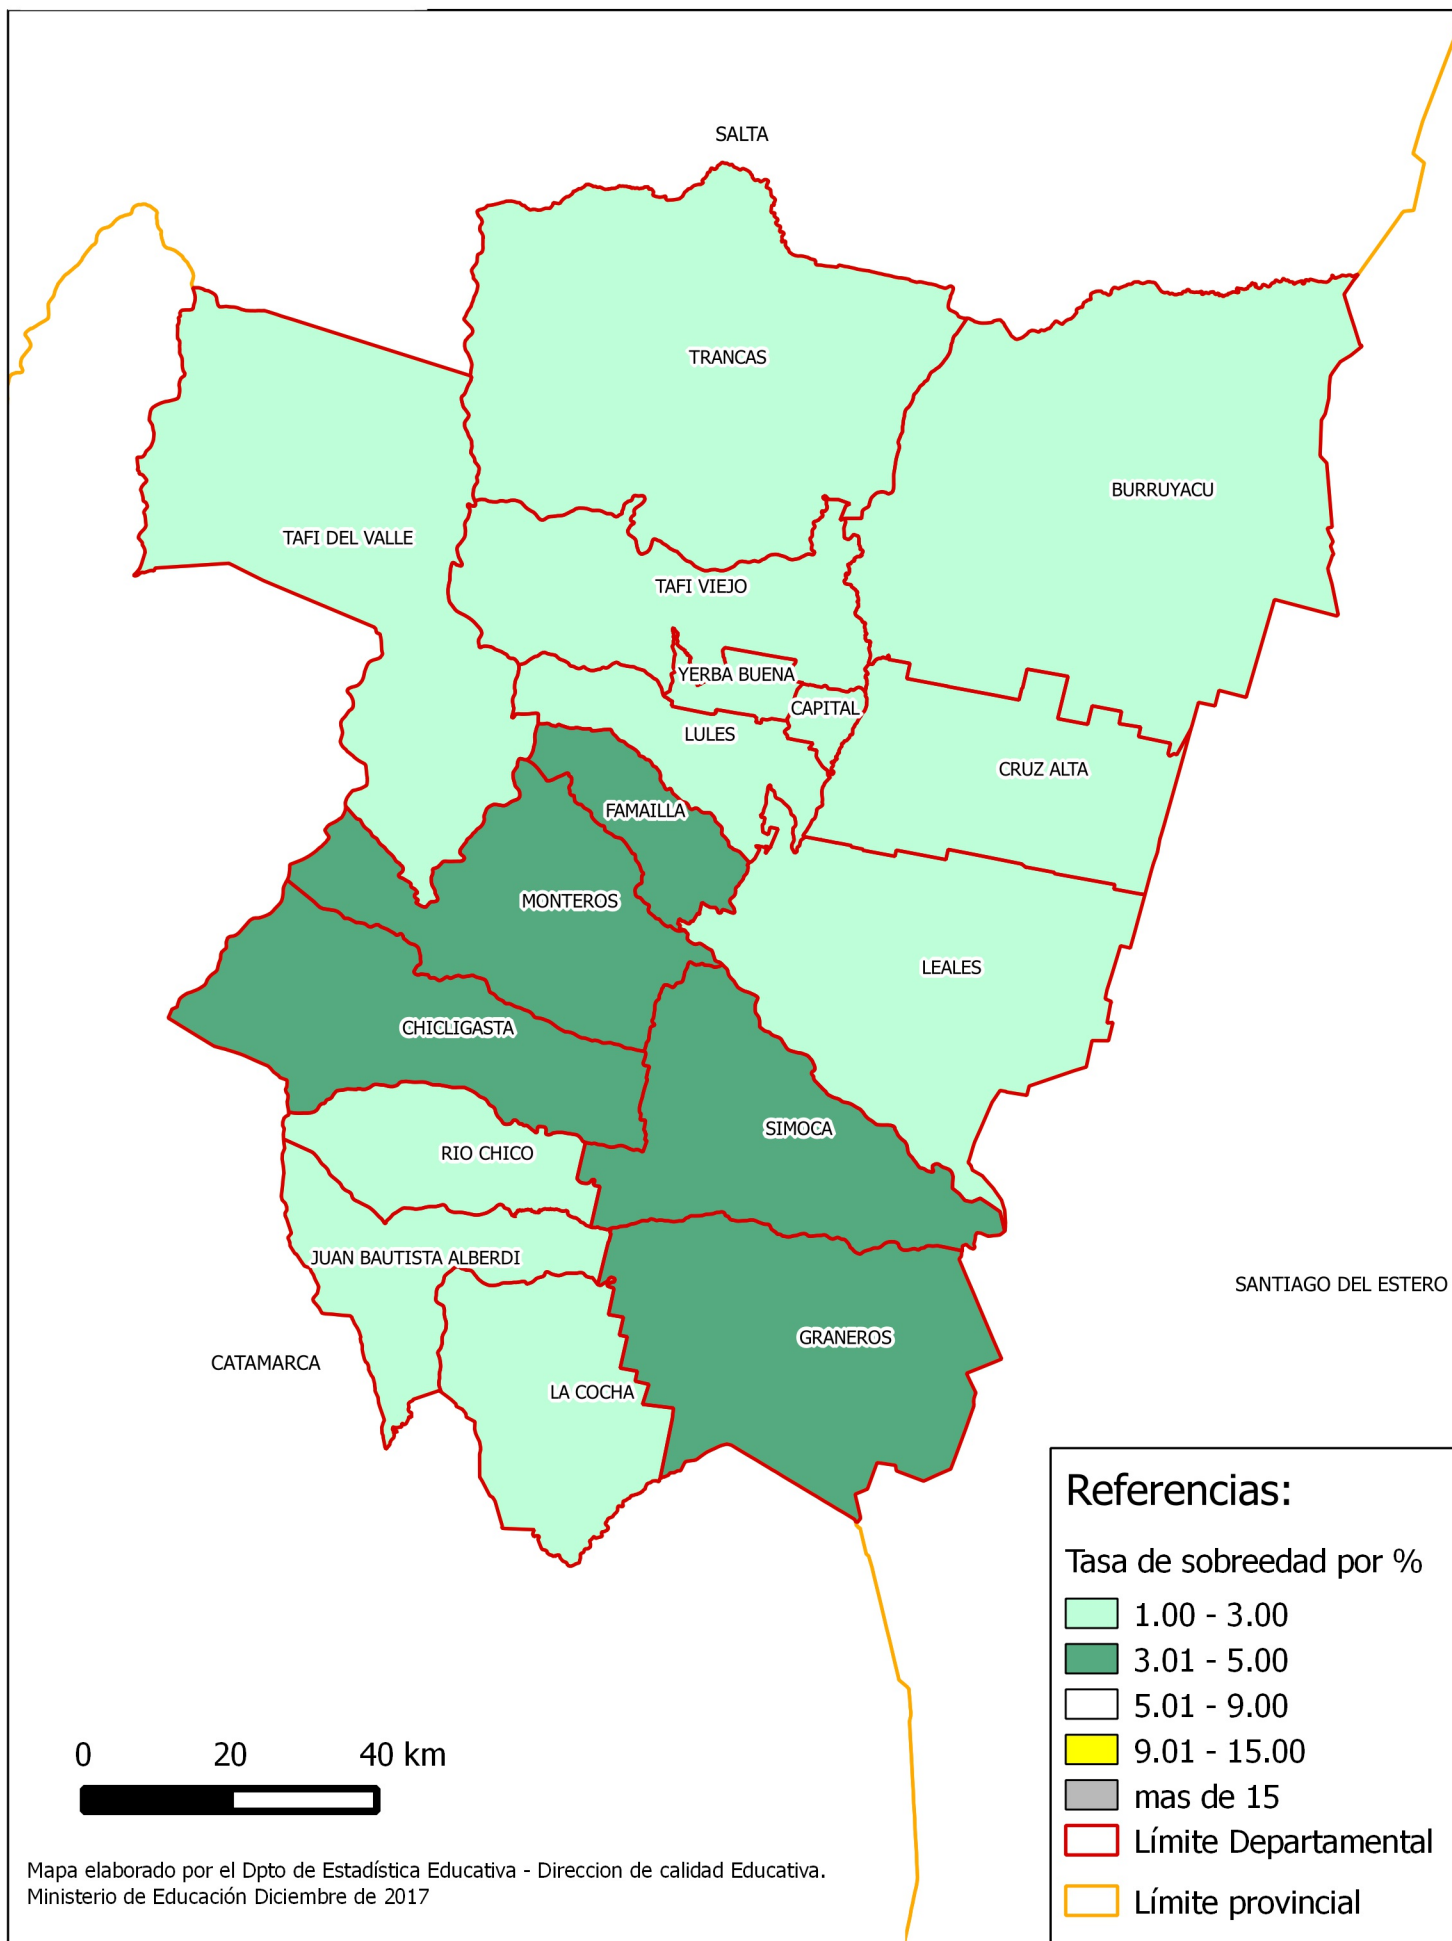 SALTA
TRANCAS
BURRUYACU
TAFI DEL VALLE
TAFI VIEJO
YERBA BUENA
CAPITAL
LULES
CRUZ ALTA
FAMAILLA
MONTEROS
LEALES
CHICLIGASTA
SIMOCA
RIO CHICO
JUAN BAUTISTA ALBERDI
SANTIAGO DEL ESTERO
GRANEROS
CATAMARCA
LA COCHA
Referencias:
Tasa de sobreedad por %
1.00 - 3.00
3.01 - 5.00
5.01 - 9.00
9.01 - 15.00
mas de 15
Límite Departamental
Límite provincial
0 20 40 km
Mapa elaborado por el Dpto de Estadística Educativa - Direccion de calidad Educativa.
Ministerio de Educación Diciembre de 2017